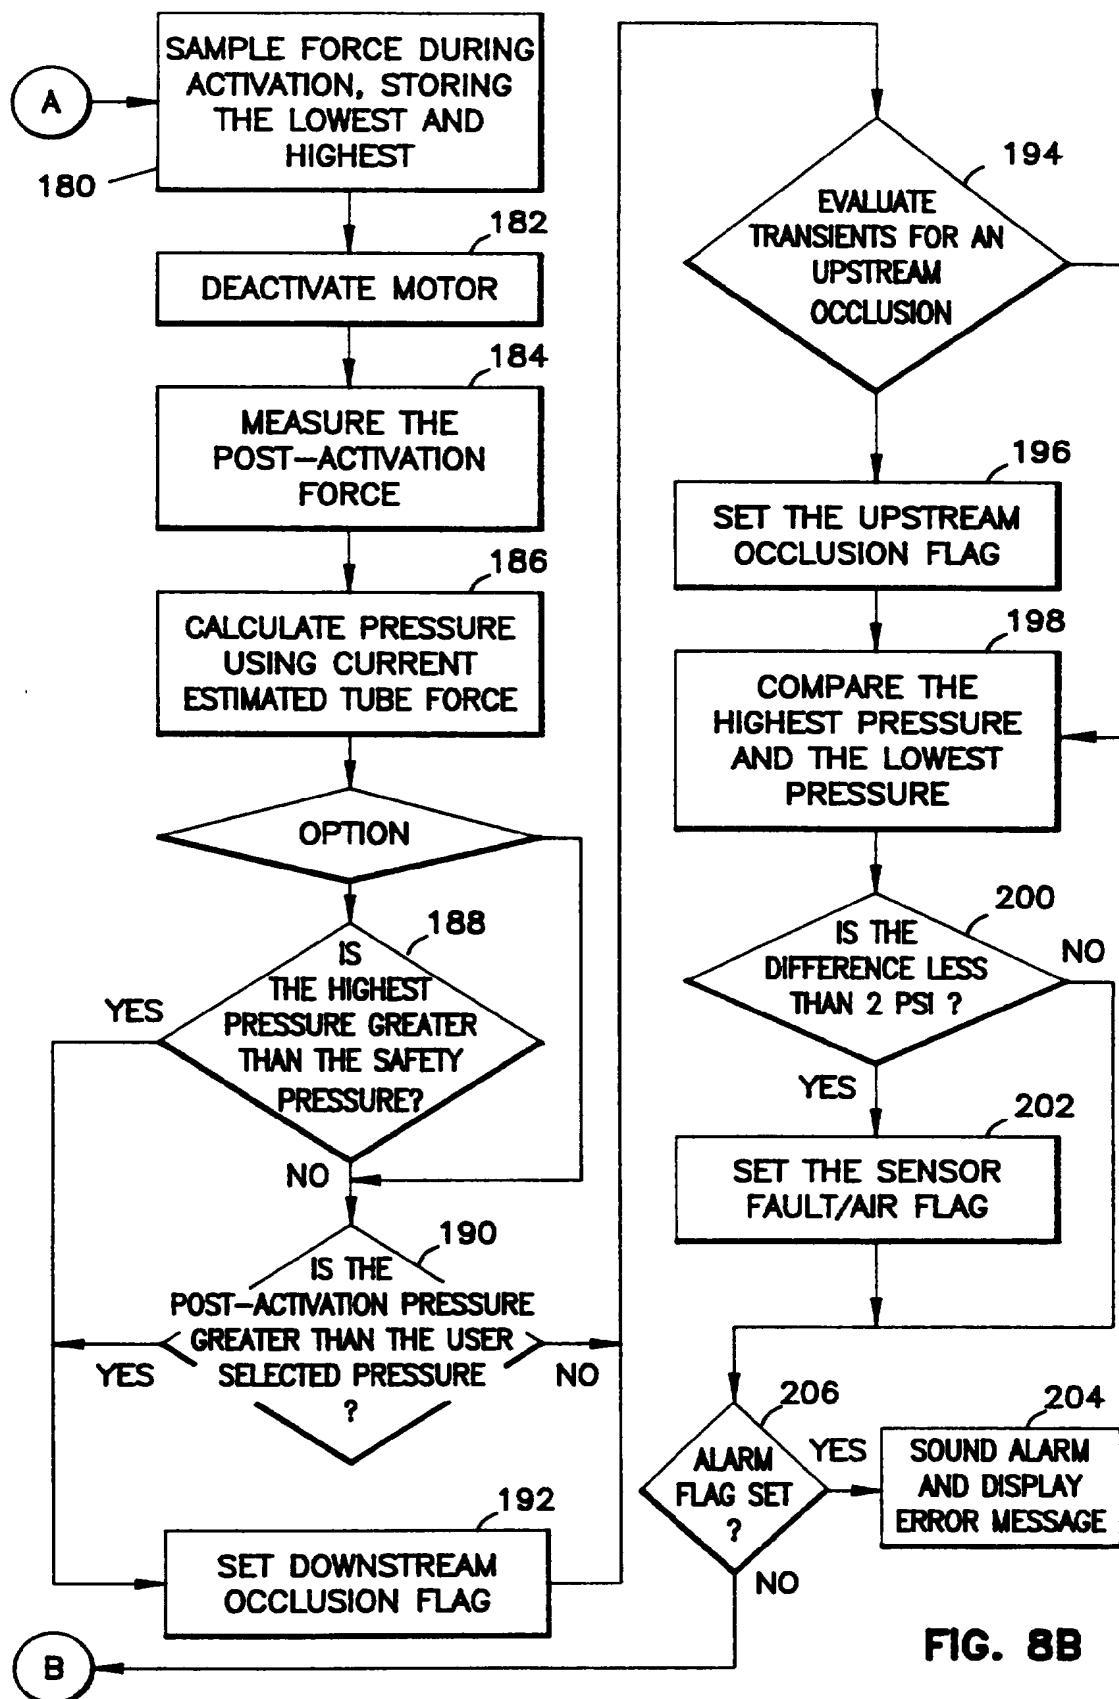 A
SAMPLE FORCE DURING
ACTIVATION, STORING
THE LOWEST AND
HIGHEST
180
182
DEACTIVATE MOTOR
184
MEASURE THE
POST-ACTIVATION
FORCE
186
CALCULATE PRESSURE
USING CURRENT
ESTIMATED TUBE FORCE
OPTION
188
IS
THE HIGHEST
PRESSURE GREATER
THAN THE SAFETY
PRESSURE?
YES
NO
190
IS THE
POST-ACTIVATION PRESSURE
GREATER THAN THE USER
SELECTED PRESSURE
?
YES
NO
192
SET DOWNSTREAM
OCCLUSION FLAG
B
194
EVALUATE
TRANSIENTS FOR AN
UPSTREAM
OCCLUSION
196
SET THE UPSTREAM
OCCLUSION FLAG
198
COMPARE THE
HIGHEST PRESSURE
AND THE LOWEST
PRESSURE
200
IS THE
DIFFERENCE LESS
THAN 2 PSI ?
NO
YES
202
SET THE SENSOR
FAULT/AIR FLAG
206
ALARM
FLAG SET
?
YES
NO
204
SOUND ALARM
AND DISPLAY
ERROR MESSAGE
FIG. 8B